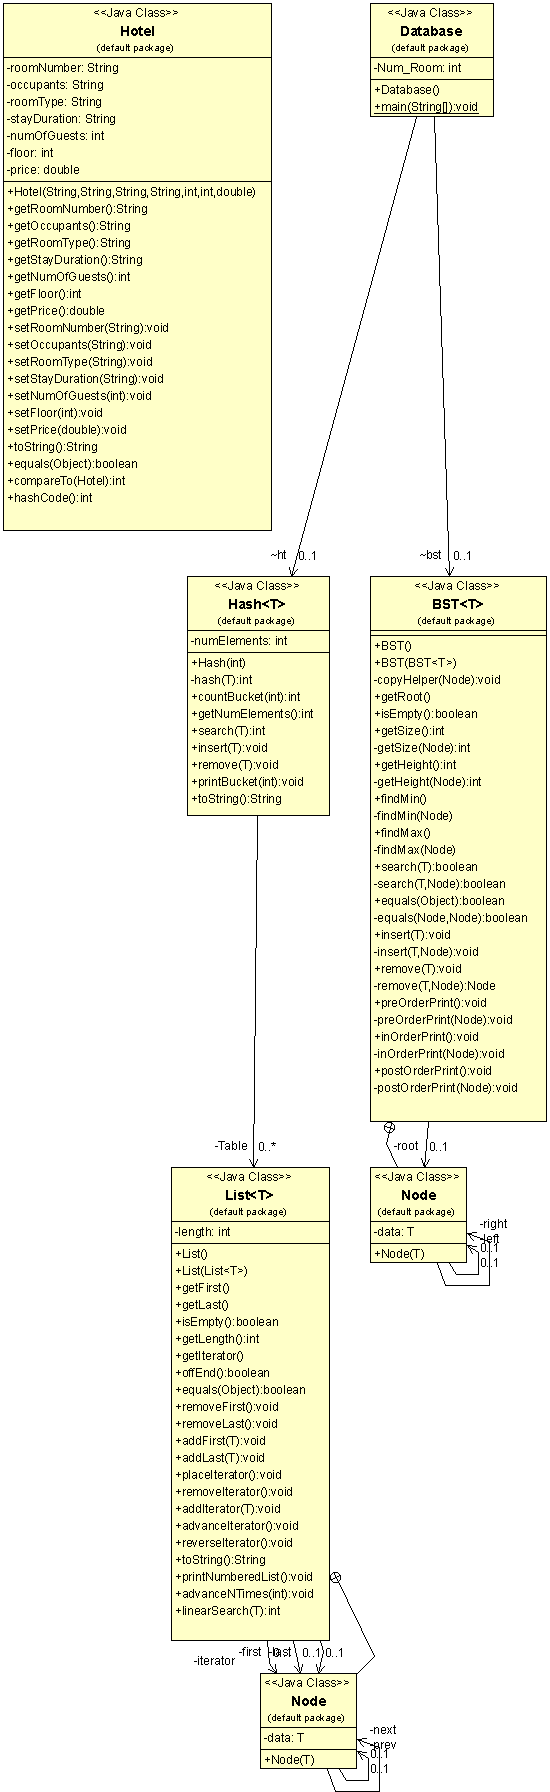 <<Java Class>>
Hotel
(default package)
-roomNumber: String
-occupants: String
-roomType: String
-stayDuration: String
-numOfGuests: int
-floor: int
-price: double
+Hotel(String,String,String,String,int,int,double)
+getRoomNumber():String
+getOccupants():String
+getRoomType():String
+getStayDuration():String
+getNumOfGuests():int
+getFloor():int
+getPrice():double
+setRoomNumber(String):void
+setOccupants(String):void
+setRoomType(String):void
+setStayDuration(String):void
+setNumOfGuests(int):void
+setFloor(int):void
+setPrice(double):void
+toString():String
+equals(Object):boolean
+compareTo(Hotel):int
+hashCode():int
<<Java Class>>
Database
(default package)
-Num_Room: int
+Database()
+main(String[]):void
~ht 0..1
~bst 0..1
<<Java Class>>
Hash<T>
(default package)
-numElements: int
+Hash(int)
-hash(T):int
+countBucket(int):int
+getNumElements():int
+search(T):int
+insert(T):void
+remove(T):void
+printBucket(int):void
+toString():String
<<Java Class>>
BST<T>
(default package)
+BST()
+BST(BST<T>)
-copyHelper(Node):void
+getRoot()
+isEmpty():boolean
+getSize():int
-getSize(Node):int
+getHeight():int
-getHeight(Node):int
+findMin()
-findMin(Node)
+findMax()
-findMax(Node)
+search(T):boolean
-search(T,Node):boolean
+equals(Object):boolean
-equals(Node,Node):boolean
+insert(T):void
-insert(T,Node):void
+remove(T):void
-remove(T,Node):Node
+preOrderPrint():void
-preOrderPrint(Node):void
+inOrderPrint():void
-inOrderPrint(Node):void
+postOrderPrint():void
-postOrderPrint(Node):void
-Table 0..*
-root 0..1
<<Java Class>>
Node
(default package)
-data: T
+Node(T)
-right
-left
0..1
0..1
<<Java Class>>
List<T>
(default package)
-length: int
+List()
+List(List<T>)
+getFirst()
+getLast()
+isEmpty():boolean
+getLength():int
+getIterator()
+offEnd():boolean
+equals(Object):boolean
+removeFirst():void
+removeLast():void
+addFirst(T):void
+addLast(T):void
+placeIterator():void
+removeIterator():void
+addIterator(T):void
+advanceIterator():void
+reverseIterator():void
+toString():String
+printNumberedList():void
+advanceNTimes(int):void
+linearSearch(T):int
-first -last 0..1 0..1
-iterator
<<Java Class>>
Node
(default package)
-data: T
+Node(T)
-next
-prev
0..1
0..1